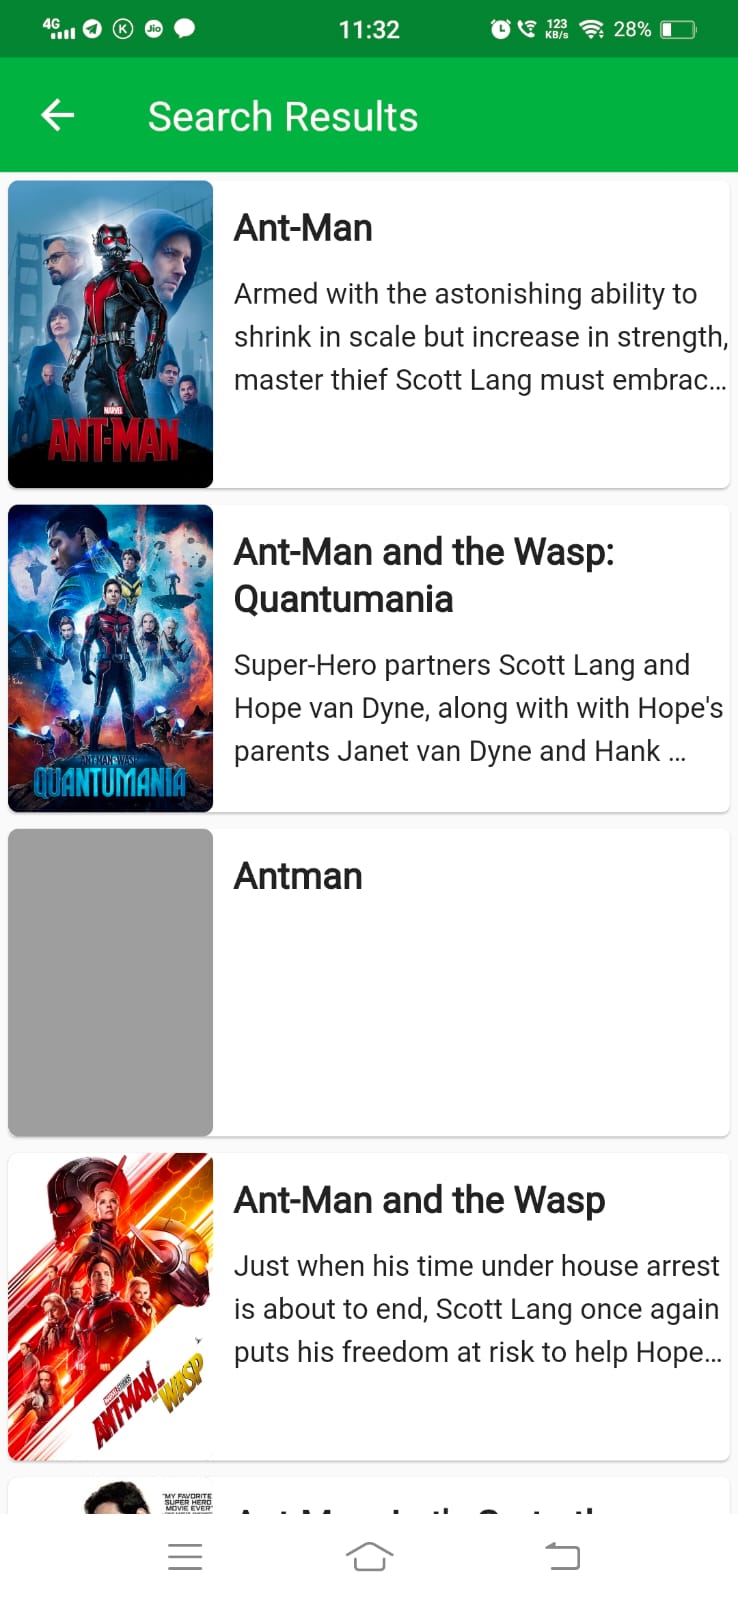 4G
K
Jio
11:32
123
KB/s
28%
Search Results
MARVEL
ANT-MAN
Ant-Man
Armed with the astonishing ability to
shrink in scale but increase in strength,
master thief Scott Lang must embrac...
ANT-MAN AND THE WASP
QUANTUMANIA
Ant-Man and the Wasp:
Quantumania
Super-Hero partners Scott Lang and
Hope van Dyne, along with with Hope's
parents Janet van Dyne and Hank ...
Antman
ANT-MAN
WASP
Ant-Man and the Wasp
Just when his time under house arrest
is about to end, Scott Lang once again
puts his freedom at risk to help Hope...
"MY FAVORITE
SUPER HERO
MOVIE EVER"